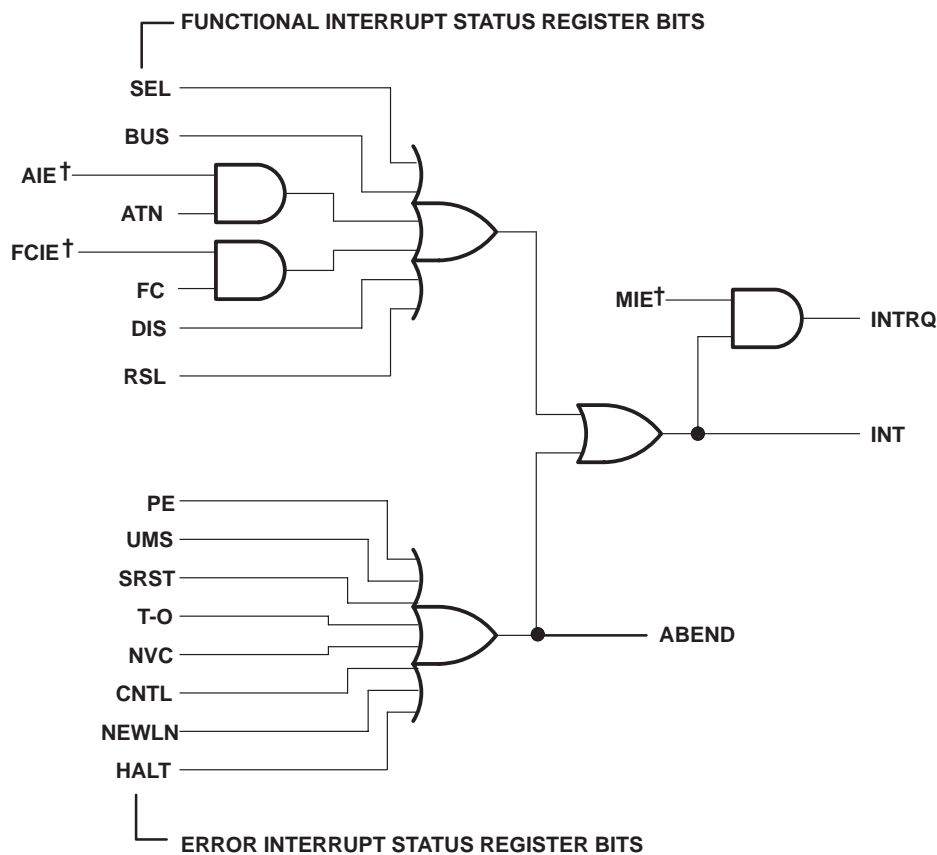 FUNCTIONAL INTERRUPT STATUS REGISTER BITS
SEL
BUS
AIE†
ATN
FCIE†
FC
DIS
RSL
MIE†
INTRQ
INT
PE
UMS
SRST
T-O
NVC
CNTL
NEWLN
HALT
ABEND
ERROR INTERRUPT STATUS REGISTER BITS